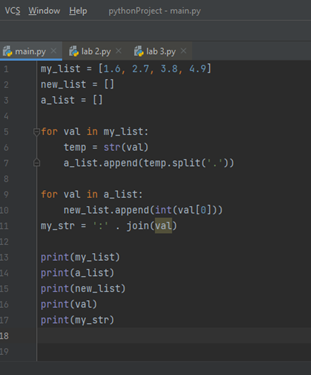 VCS Window Help pythonProject - main.py
main.py lab 2.py lab 3.py
1 my_list = [1.6, 2.7, 3.8, 4.9]
2 new_list = []
3 a_list = []
4
5 for val in my_list:
6 temp = str(val)
7 a_list.append(temp.split('.'))
8
9 for val in a_list:
10 new_list.append(int(val[0]))
11 my_str = ':' . join(val)
12
13 print(my_list)
14 print(a_list)
15 print(new_list)
16 print(val)
17 print(my_str)
18
19